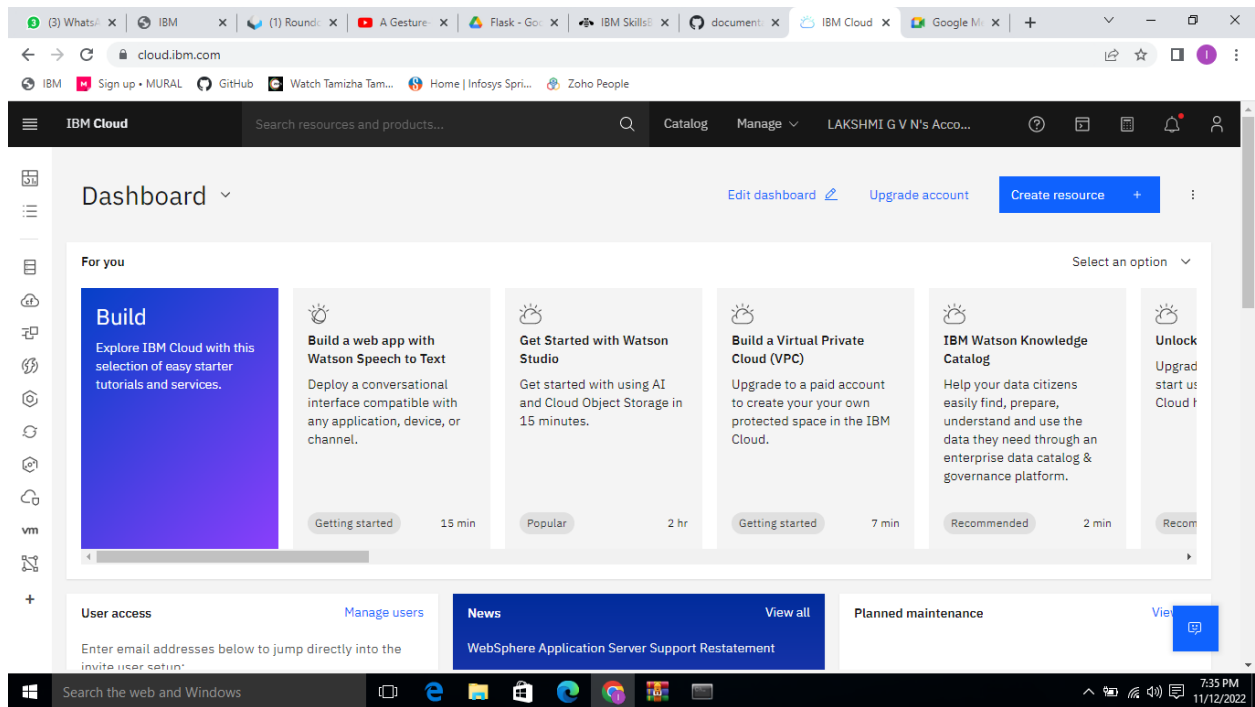 (3) WhatsA
IBM
(1) Roundc
A Gesture-
Flask - Goo
IBM SkillsB
documenta
IBM Cloud
Google Me
cloud.ibm.com
IBM
Sign up • MURAL
GitHub
Watch Tamizha Tam...
Home | Infosys Spri...
Zoho People
IBM Cloud
Search resources and products...
Catalog
Manage
LAKSHMI G V N's Acco...
Dashboard
Edit dashboard
Upgrade account
Create resource +
For you
Select an option
Build
Explore IBM Cloud with this
selection of easy starter
tutorials and services.
Build a web app with
Watson Speech to Text
Deploy a conversational
interface compatible with
any application, device, or
channel.
Getting started 15 min
Get Started with Watson
Studio
Get started with using AI
and Cloud Object Storage in
15 minutes.
Popular 2 hr
Build a Virtual Private
Cloud (VPC)
Upgrade to a paid account
to create your your own
protected space in the IBM
Cloud.
Getting started 7 min
IBM Watson Knowledge
Catalog
Help your data citizens
easily find, prepare,
understand and use the
data they need through an
enterprise data catalog &
governance platform.
Recommended 2 min
Unlock
Upgrad
start us
Cloud
Recom
vm
User access
Manage users
Enter email addresses below to jump directly into the
invite user setup:
News
View all
WebSphere Application Server Support Restatement
Planned maintenance
View
Search the web and Windows
7:35 PM
11/12/2022